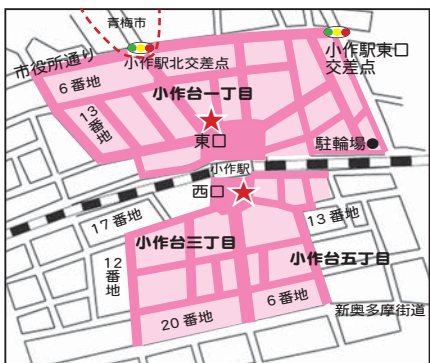 青梅市
市役所通り
小作駅北交差点
小作駅東口
交差点
6番地
小作台一丁目
13番地
東口
駐輪場
小作駅
西口
17番地
13番地
小作台三丁目
小作台五丁目
12番地
6番地
20番地
新奥多摩街道